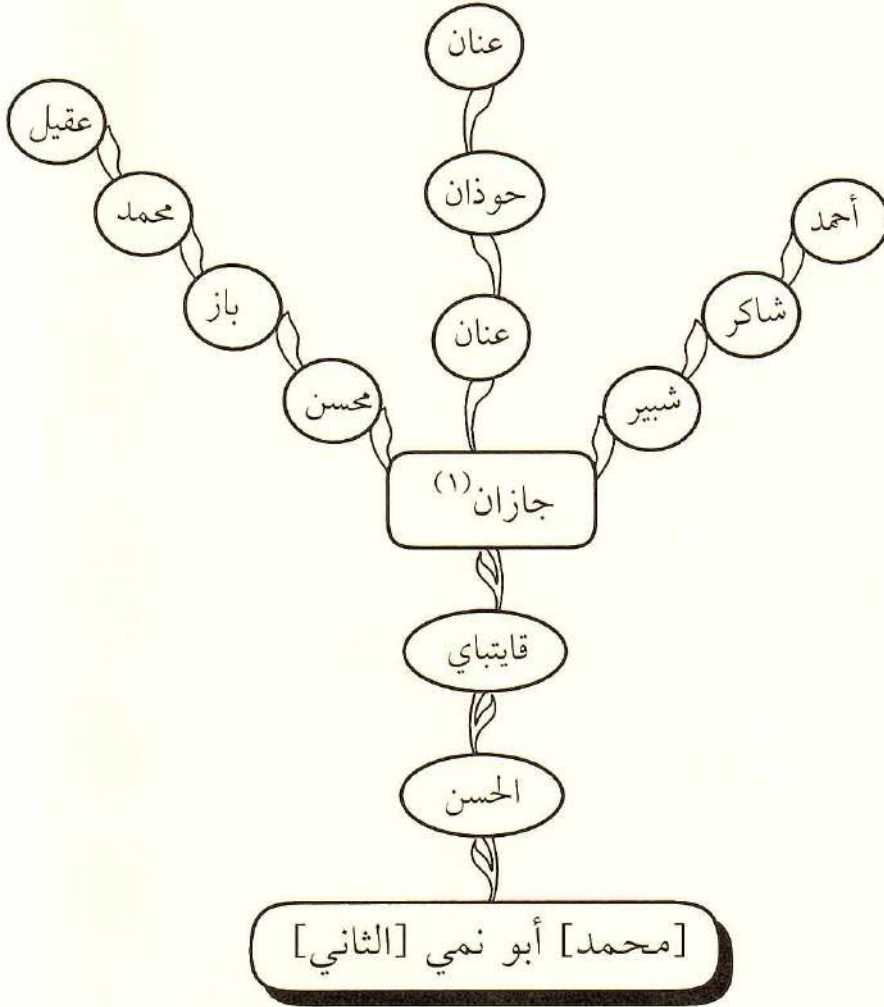 عنان
عقيل
حوذان
محمد
أحمد
باز
شاكر
عنان
محسن
شبير
جازان(١)
قايتباي
الحسن
[محمد] أبو نمي [الثاني]